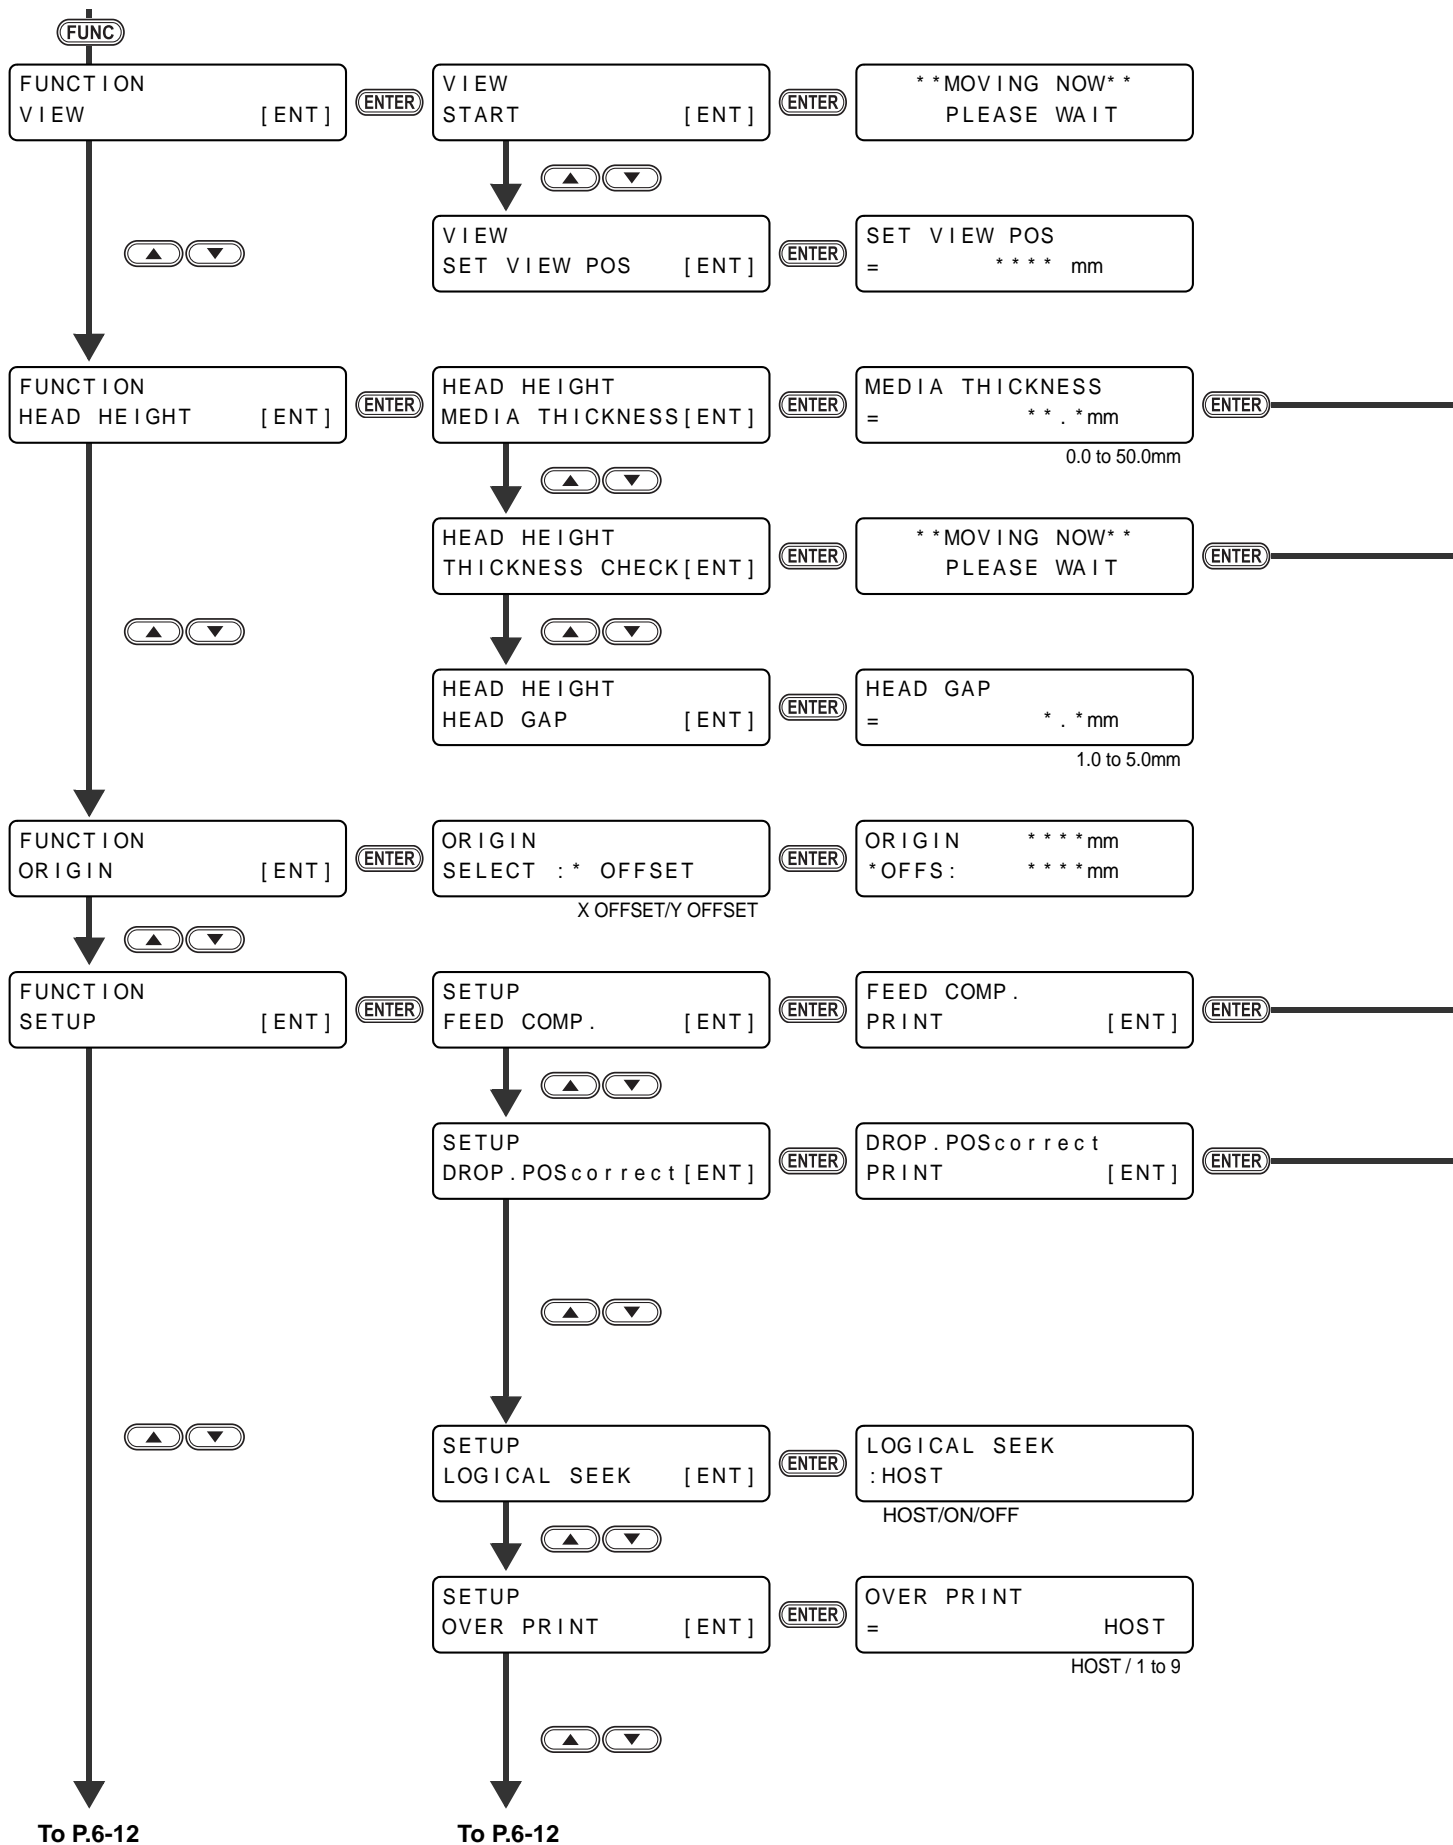 FUNC
FUNCTION
VIEW [ENT]
ENTER
VIEW
START [ENT]
ENTER
**MOVING NOW**
PLEASE WAIT
VIEW
SET VIEW POS [ENT]
ENTER
SET VIEW POS
= **** mm
FUNCTION
HEAD HEIGHT [ENT]
ENTER
HEAD HEIGHT
MEDIA THICKNESS[ENT]
ENTER
MEDIA THICKNESS
= **.*mm
ENTER
0.0 to 50.0mm
HEAD HEIGHT
THICKNESS CHECK[ENT]
ENTER
**MOVING NOW**
PLEASE WAIT
ENTER
HEAD HEIGHT
HEAD GAP [ENT]
ENTER
HEAD GAP
= *.*mm
1.0 to 5.0mm
FUNCTION
ORIGIN [ENT]
ENTER
ORIGIN
SELECT :* OFFSET
X OFFSET/Y OFFSET
ENTER
ORIGIN ****mm
*OFFS: ****mm
FUNCTION
SETUP [ENT]
ENTER
SETUP
FEED COMP. [ENT]
ENTER
FEED COMP.
PRINT [ENT]
ENTER
SETUP
DROP.POScorrect[ENT]
ENTER
DROP.POScorrect
PRINT [ENT]
ENTER
SETUP
LOGICAL SEEK [ENT]
ENTER
LOGICAL SEEK
:HOST
HOST/ON/OFF
SETUP
OVER PRINT [ENT]
ENTER
OVER PRINT
= HOST
HOST / 1 to 9
To P.6-12
To P.6-12